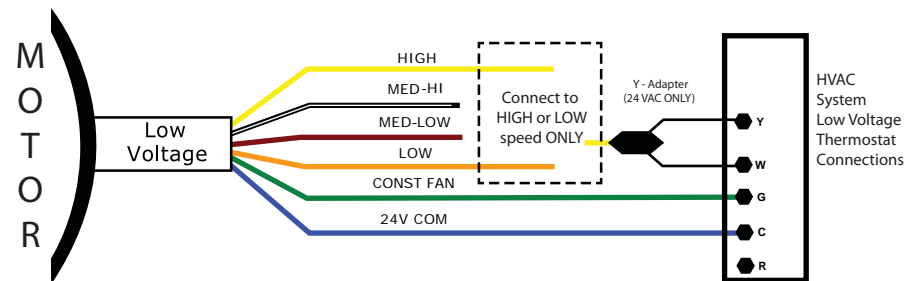 MOTOR
Low
Voltage
HIGH
MED-HI
MED-LOW
LOW
CONST FAN
24V COM
Connect to
HIGH or LOW
speed ONLY
Y - Adapter
(24 VAC ONLY)
Y
W
G
C
R
HVAC
System
Low Voltage
Thermostat
Connections